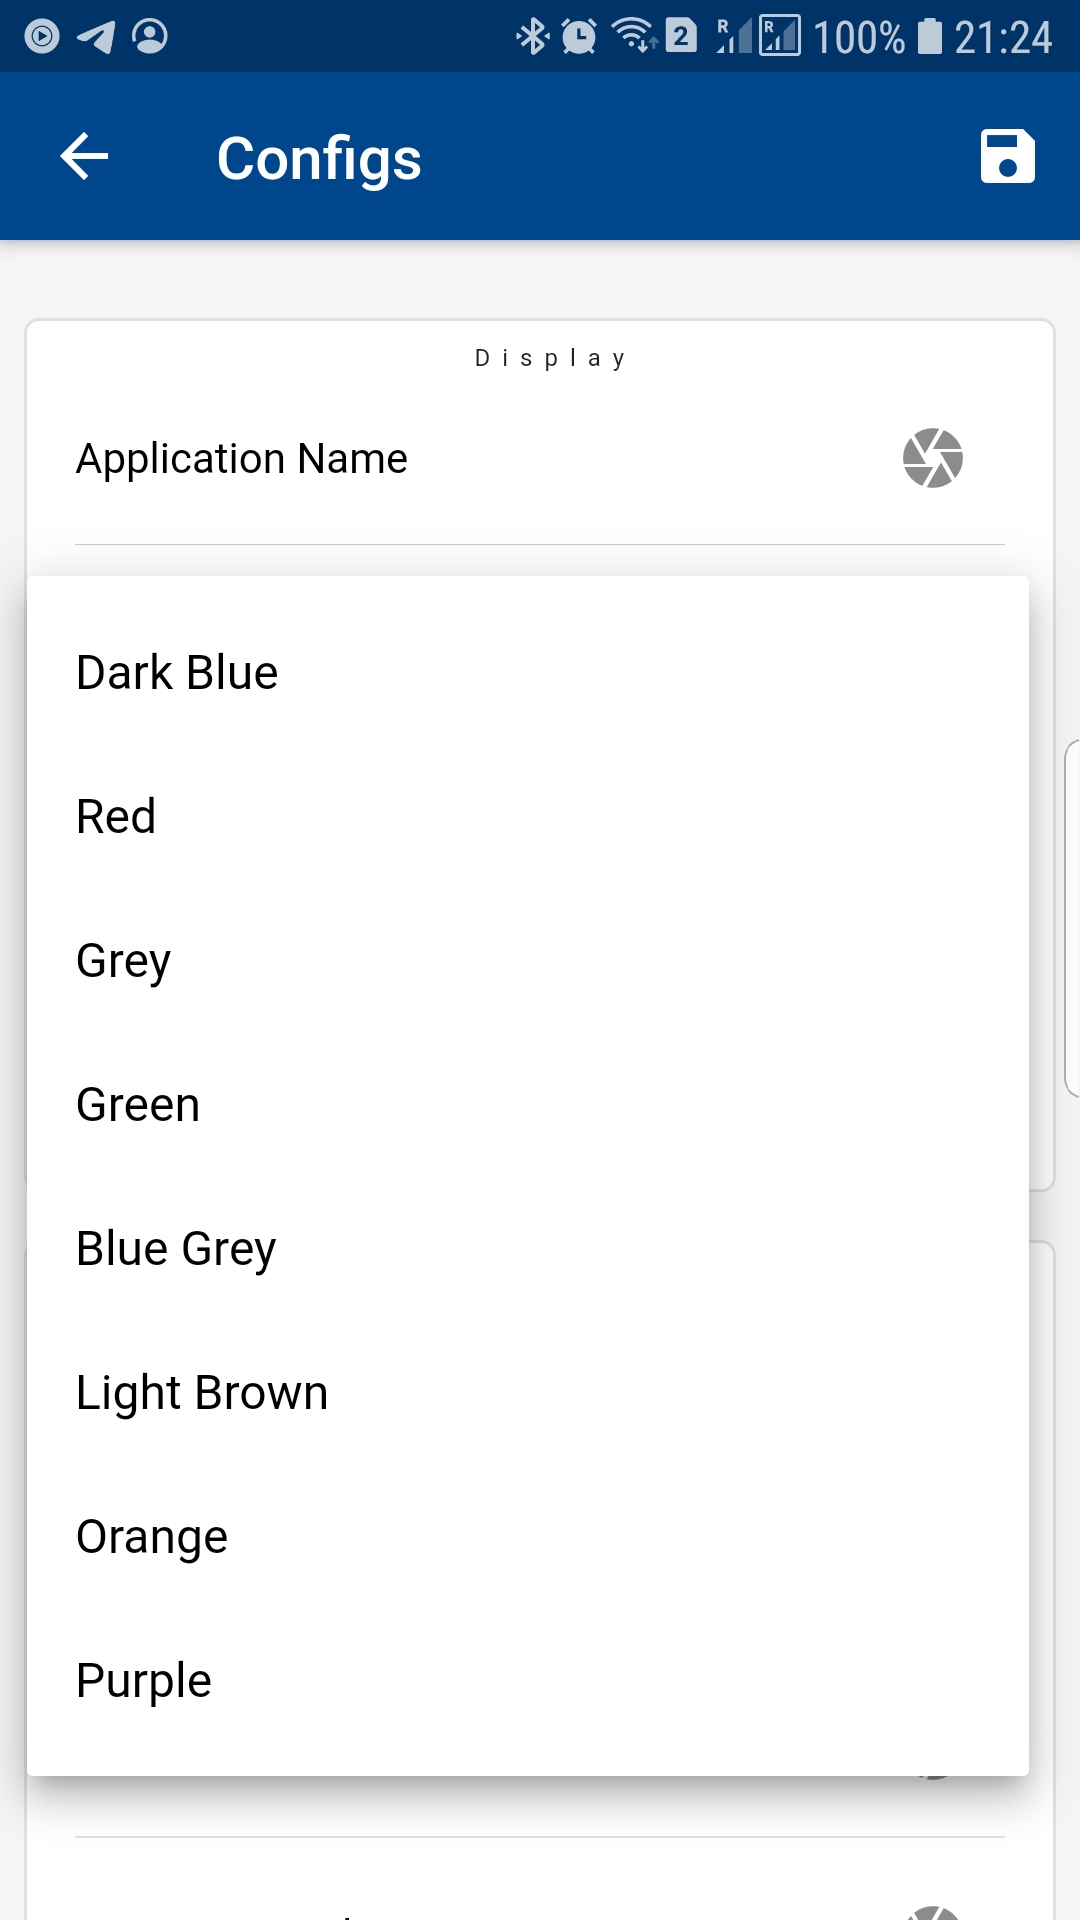 2 R R 100% 21:24
Configs
Display
Application Name
Dark Blue
Red
Grey
Green
Blue Grey
Light Brown
Orange
Purple